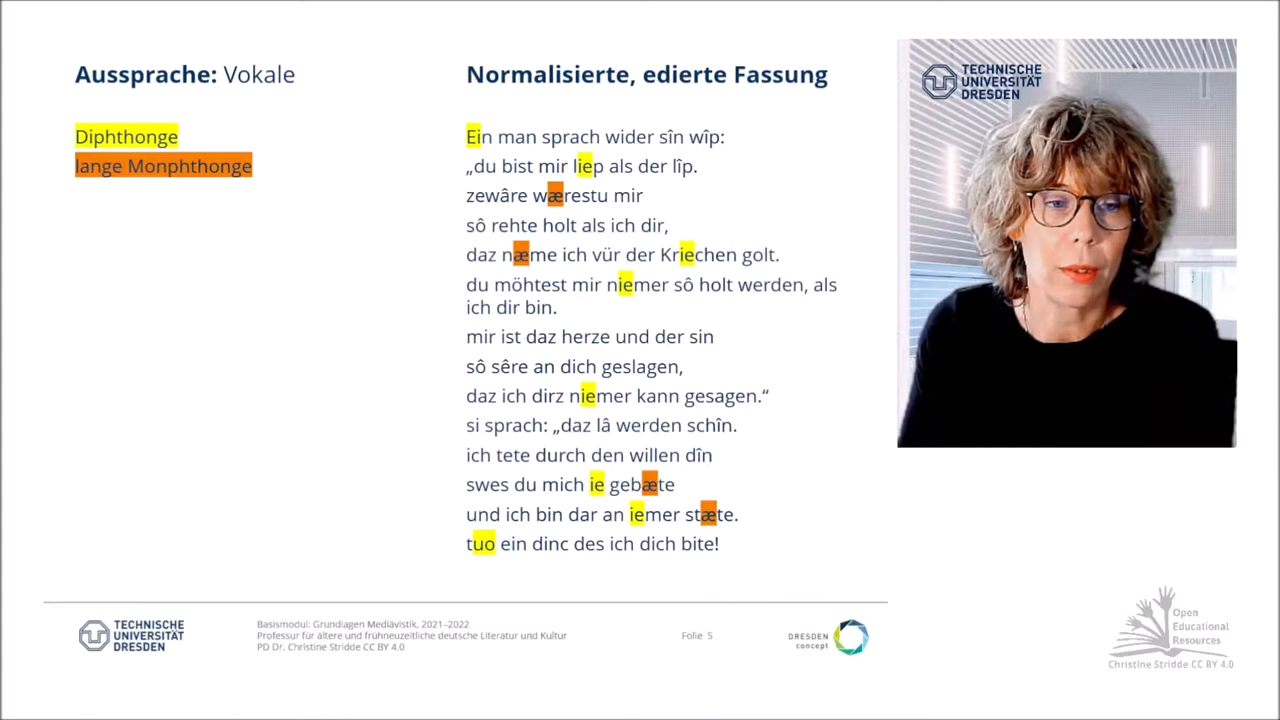 Aussprache: Vokale
Diphthonge
lange Monphthonge
Normalisierte, edierte Fassung
Ein man sprach wider sîn wîp:
„du bist mir liep als der lîp.
zewâre wærestu mir
sô rehte holt als ich dir,
daz næme ich vür der Kriechen golt.
du möhtest mir niemer sô holt werden, als
ich dir bin.
mir ist daz herze und der sin
sô sêre an dich geslagen,
daz ich dirz niemer kann gesagen.“
si sprach: „daz lâ werden schîn.
ich tete durch den willen dîn
swes du mich ie gebæte
und ich bin dar an iemer stæte.
tuo ein dinc des ich dich bite!
TECHNISCHE
UNIVERSITÄT
DRESDEN
TECHNISCHE
UNIVERSITÄT
DRESDEN
Basismodul: Grundlagen Mediävistik, 2021–2022
Professur für ältere und frühneuzeitliche deutsche Literatur und Kultur
PD Dr. Christine Stridde CC BY 4.0
Folie 5
DRESDEN
concept
Open
Educational
Resources
Christine Stridde CC BY 4.0